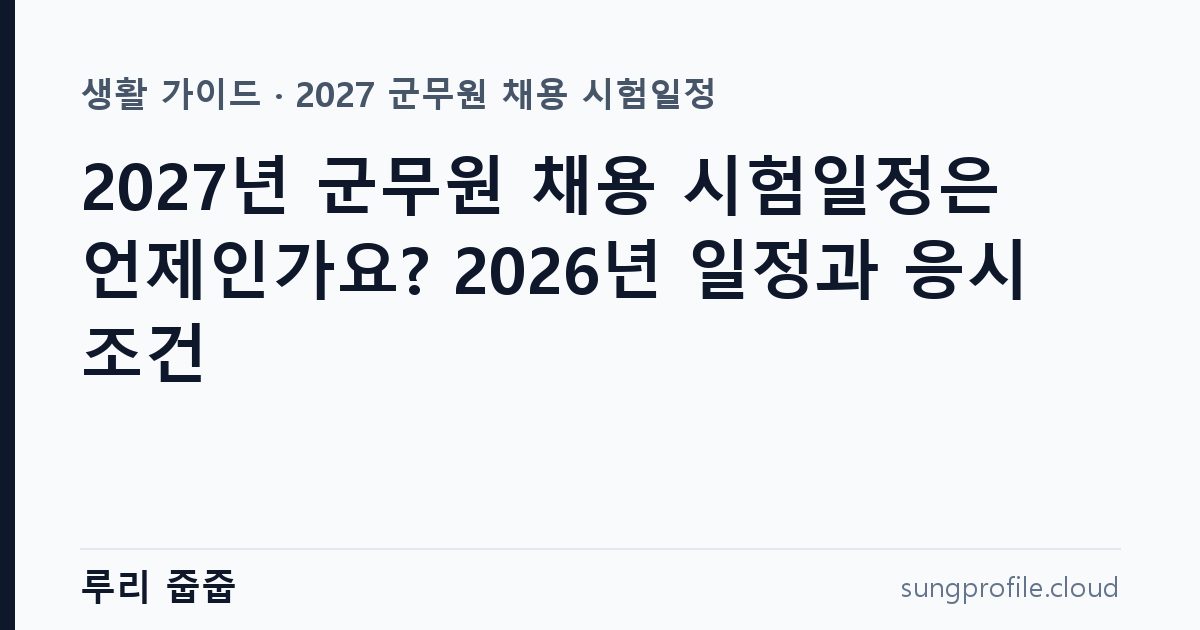 생활 가이드 · 2027 군무원 채용 시험일정
2027년 군무원 채용 시험일정은
언제인가요? 2026년 일정과 응시
조건
루리 줍줍
sungprofile.cloud